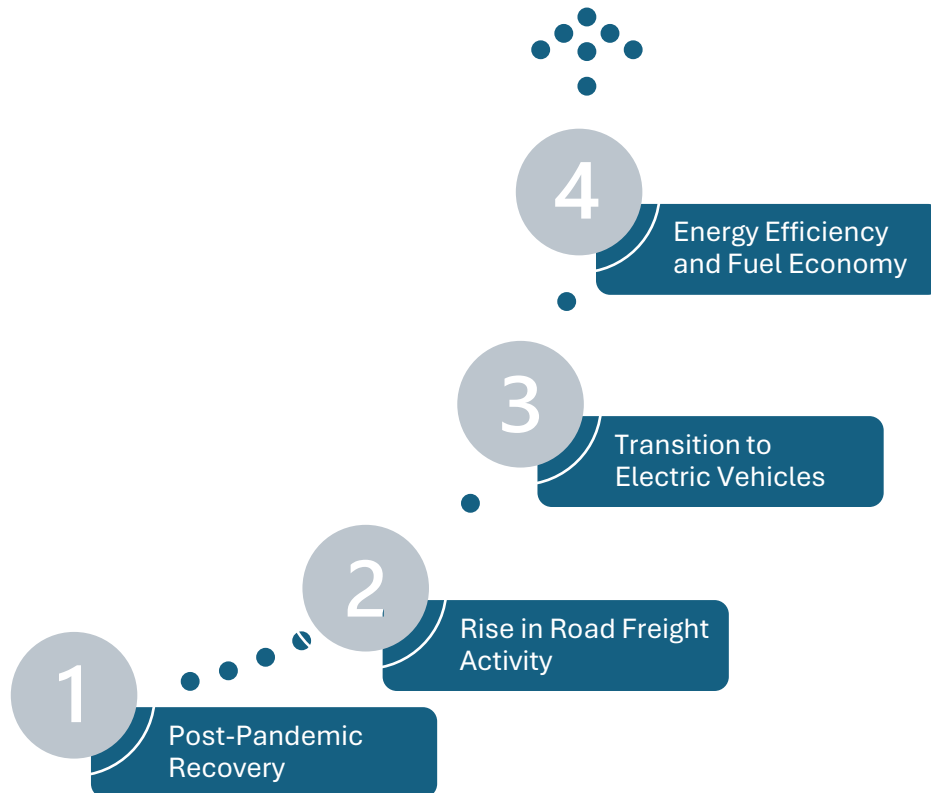 4
Energy Efficiency
and Fuel Economy
3
Transition to
Electric Vehicles
2
Rise in Road Freight
Activity
1
Post-Pandemic
Recovery